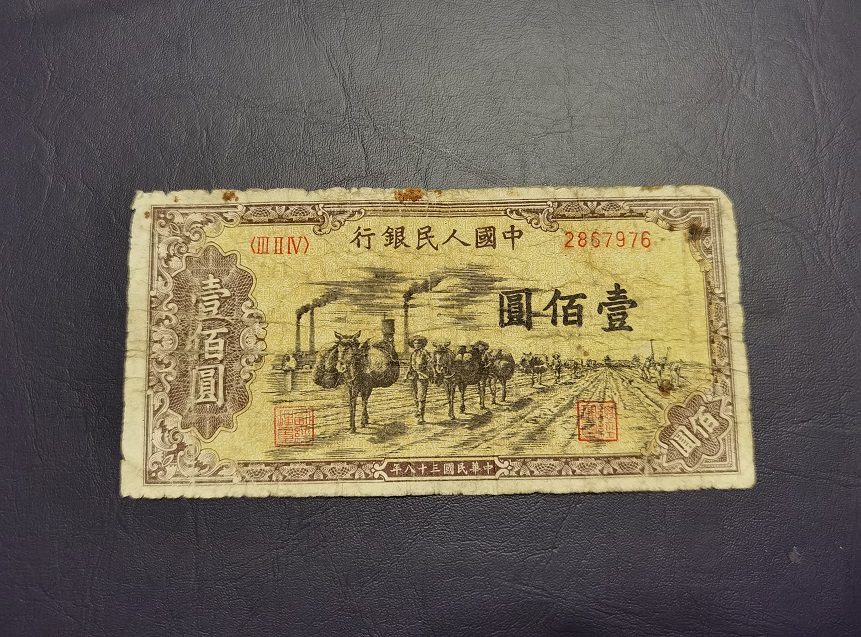 〈III II IV〉
中國人民銀行
2867976
壹佰圓
壹佰圓
佰圓
中華民國三十八年